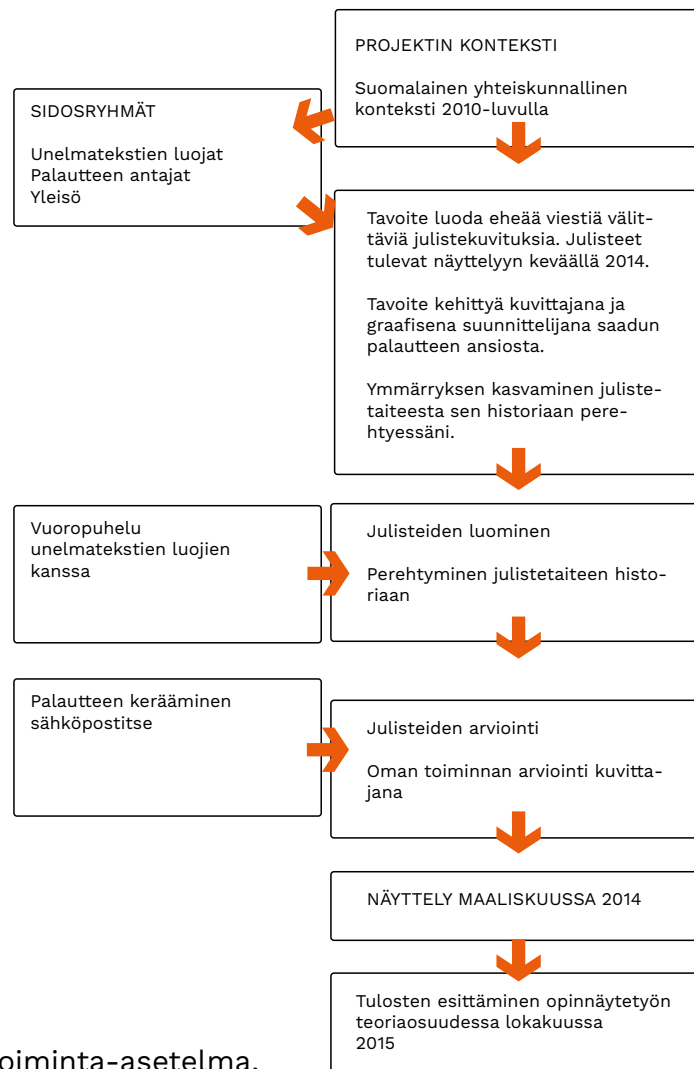 PROJEKTIN KONTEKSTI
Suomalainen yhteiskunnallinen
konteksti 2010-luvulla
SIDOSRYHMÄT
Unelmatekstien luojat
Palautteen antajat
Yleisö
Tavoite luoda eheää viestiä välit-
täviä julistekuvituksia. Julisteet
tulevat näyttelyyn keväällä 2014.
Tavoite kehittyä kuvittajana ja
graafisena suunnittelijana saadun
palautteen ansiosta.
Ymmärryksen kasvaminen juliste-
taiteesta sen historiaan pere-
htyessäni.
Vuoropuhelu
unelmatekstien luojien
kanssa
Julisteiden luominen
Perehtyminen julistetaiteen histo-
riaan
Palautteen kerääminen
sähköpostitse
Julisteiden arviointi
Oman toiminnan arviointi kuvitta-
jana
NÄYTTELY MAALISKUUSSA 2014
Tulosten esittäminen opinnäytetyön
teoriaosuudessa lokakuussa
2015
oiminta-asetelma.